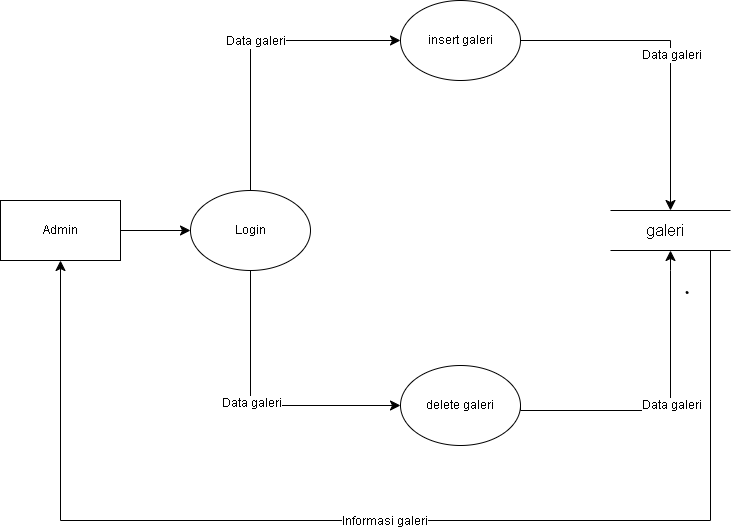 Data galeri
insert galeri
Data galeri
Admin
Login
galeri
Data galeri
delete galeri
Data galeri
Informasi galeri